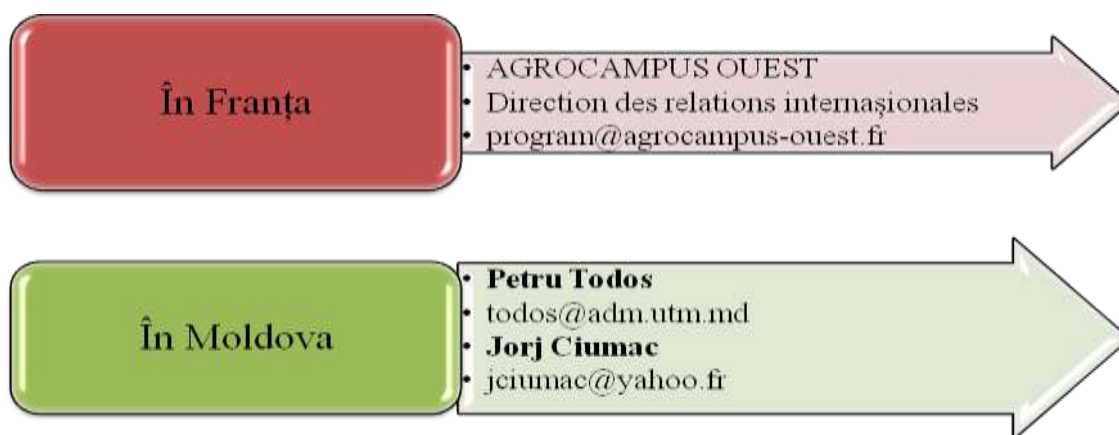 În Franța
• AGROCAMPUS OUEST
• Direction des relations internaşionales
• program@agrocampus-ouest.fr
În Moldova
• Petru Todos
• todos@adm.utm.md
• Jorj Ciumac
• jciumac@yahoo.fr